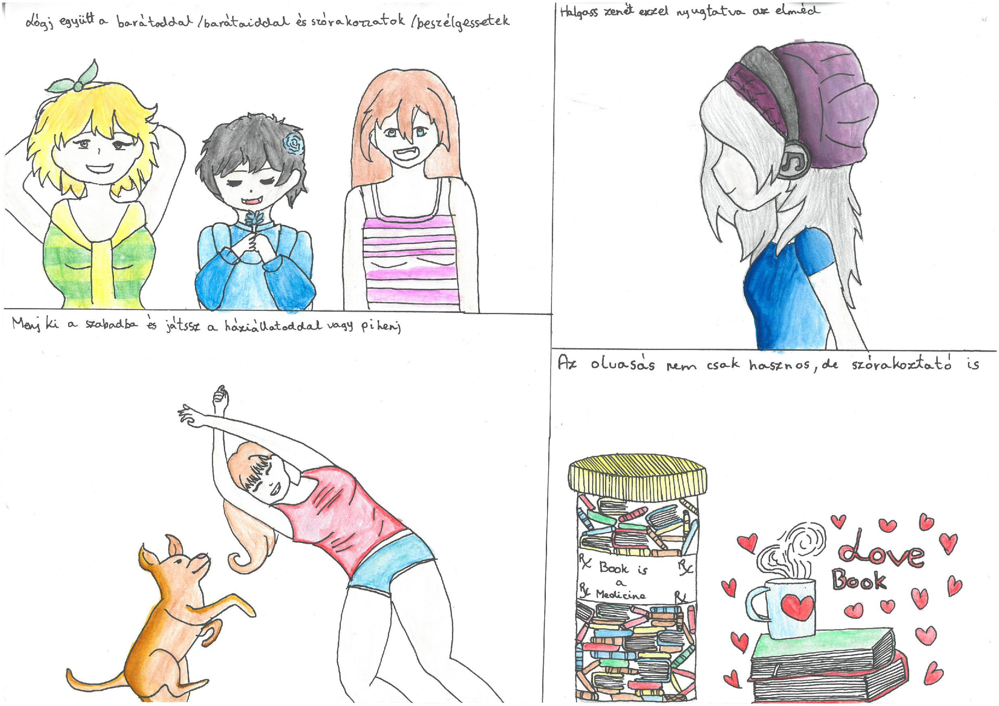 Lógj együtt a barátoddal /barátaiddal és szórakozzatok /beszélgessetek
Halgass zenét ezzel nyugtatva az elméd
46
Menj ki a szabadba és játssz a háziállatoddal vagy pihenj
Az olvasás nem csak hasznos, de szórakoztató is
Rx Book is Rx
a
Rx Medicine Rx
Love
Book